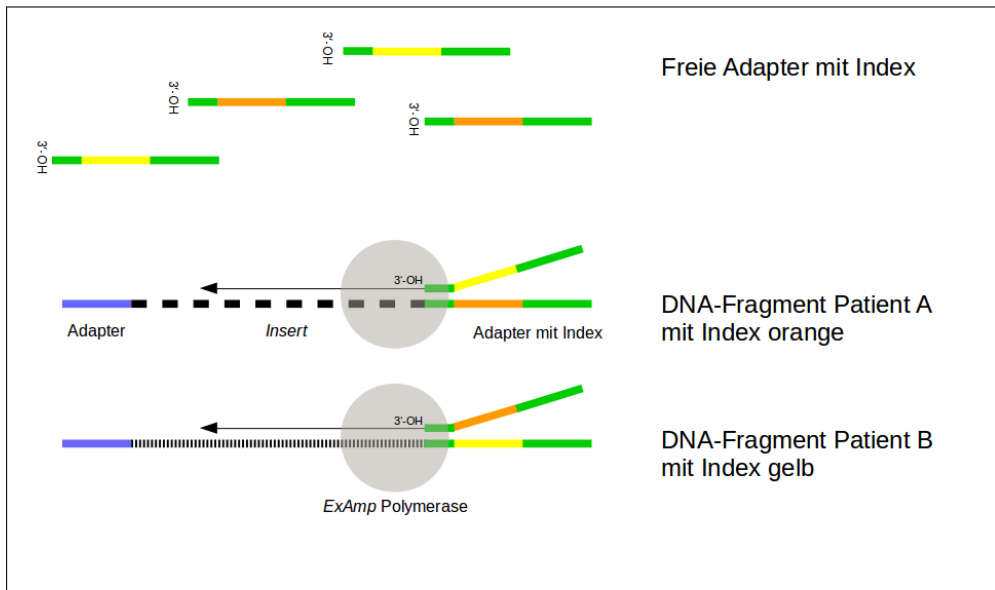 3'-OH
Freie Adapter mit Index
3'-OH
3'-OH
3'-OH
3'-OH
DNA-Fragment Patient A
mit Index orange
Adapter
Insert
Adapter mit Index
3'-OH
DNA-Fragment Patient B
mit Index gelb
ExAmp Polymerase